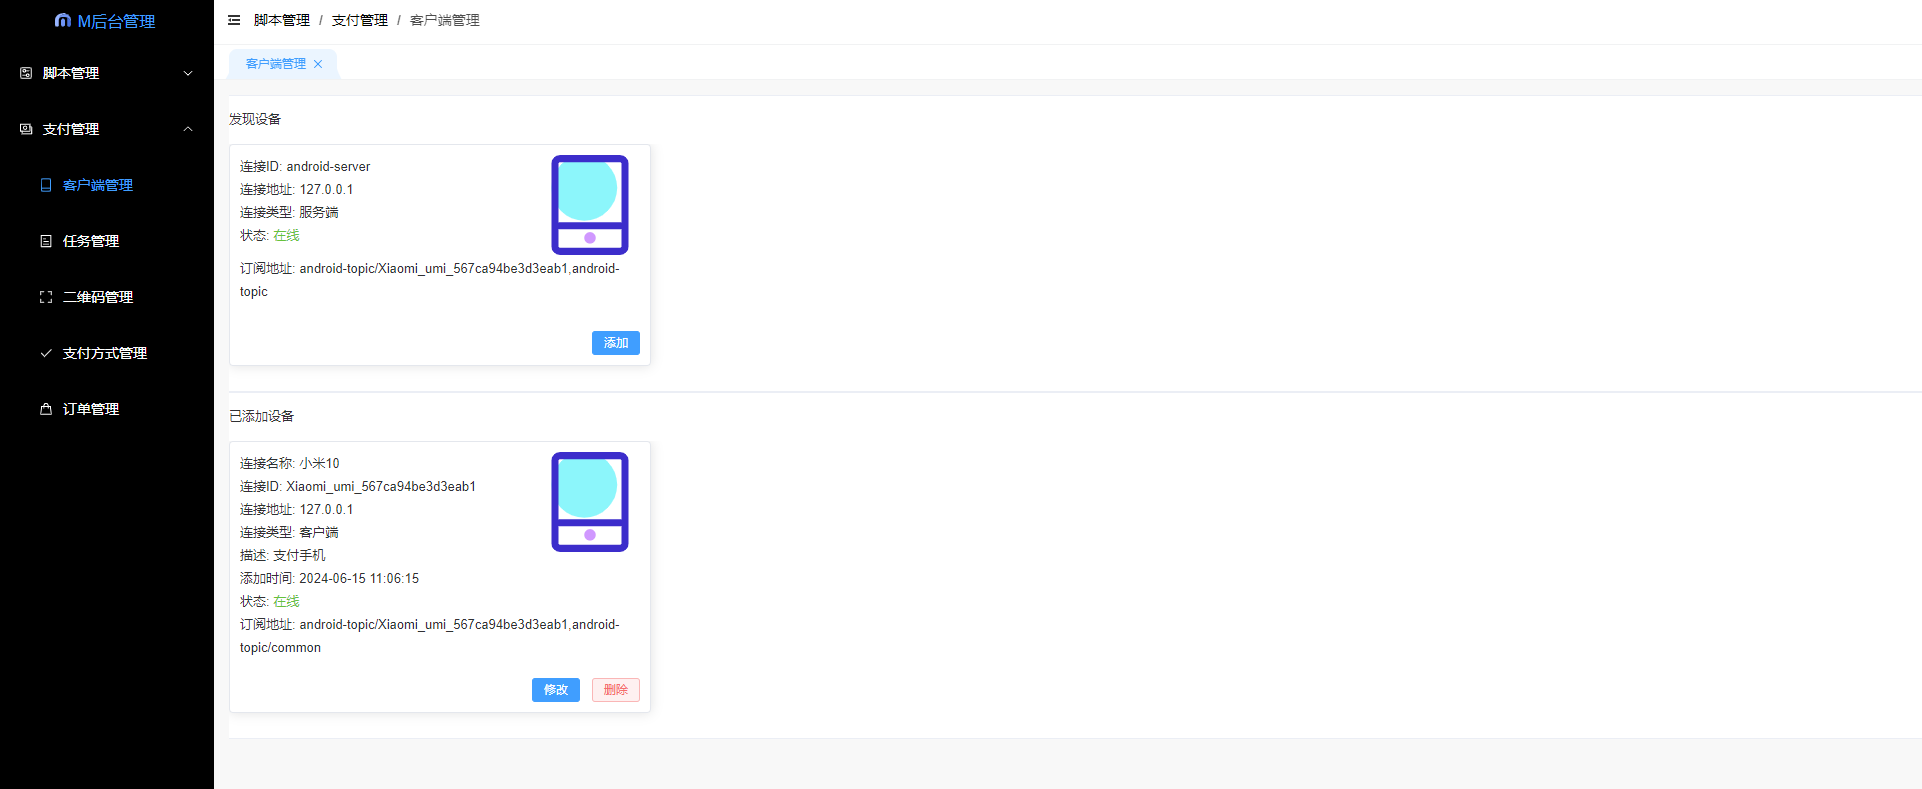 M后台管理
脚本管理
支付管理
客户端管理
任务管理
二维码管理
支付方式管理
订单管理
脚本管理 / 支付管理 / 客户端管理
客户端管理
发现设备
连接ID: android-server
连接地址: 127.0.0.1
连接类型: 服务端
状态: 在线
订阅地址: android-topic/Xiaomi_umi_567ca94be3d3eab1,android-
topic
添加
已添加设备
连接名称: 小米10
连接ID: Xiaomi_umi_567ca94be3d3eab1
连接地址: 127.0.0.1
连接类型: 客户端
描述: 支付手机
添加时间: 2024-06-15 11:06:15
状态: 在线
订阅地址: android-topic/Xiaomi_umi_567ca94be3d3eab1,android-
topic/common
修改 删除